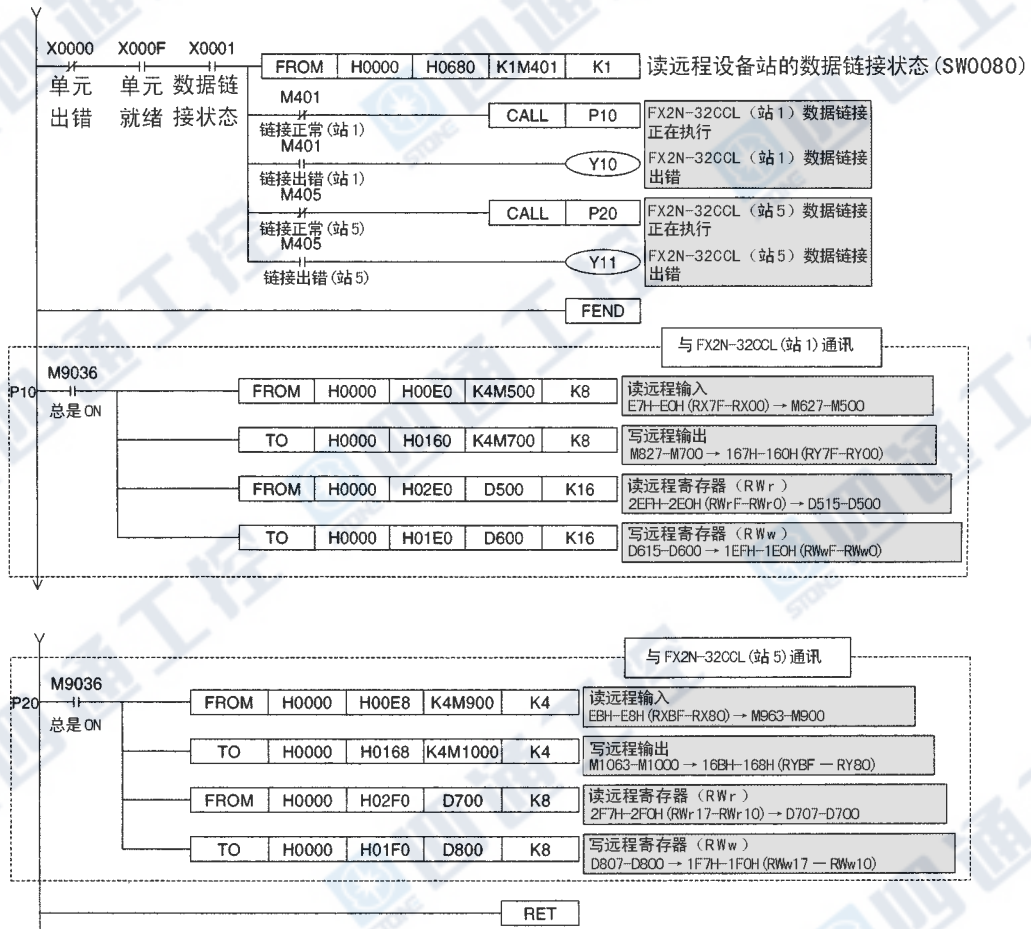 X0000 X000F X0001
单元出错 单元就绪 数据链接状态
FROM H0000 H0680 K1M401 K1 读远程设备站的数据链接状态(SW0080)
M401
链接正常(站1)
CALL P10 FX2N-32CCL（站1）数据链接正在执行
M401
链接出错(站1)
Y10 FX2N-32CCL（站1）数据链接出错
M405
链接正常(站5)
CALL P20 FX2N-32CCL（站5）数据链接正在执行
M405
链接出错(站5)
Y11 FX2N-32CCL（站5）数据链接出错
FEND
与FX2N-32CCL(站1)通讯
P10 M9036
总是ON
FROM H0000 H00E0 K4M500 K8 读远程输入
E7H-E0H(RX7F-RX00)→M627-M500
TO H0000 H0160 K4M700 K8 写远程输出
M827-M700→167H-160H(RY7F-RY00)
FROM H0000 H02E0 D500 K16 读远程寄存器（RWr）
2EFH-2E0H(RWrF-RWr0)→D515-D500
TO H0000 H01E0 D600 K16 写远程寄存器（RWw）
D615-D600→1EFH-1E0H(RWwF-RWw0)
与FX2N-32CCL(站5)通讯
P20 M9036
总是ON
FROM H0000 H00E8 K4M900 K4 读远程输入
EBH-E8H(RXBF-RX80)→M963-M900
TO H0000 H0168 K4M1000 K4 写远程输出
M1063-M1000→16BH-168H(RYBF—RY80)
FROM H0000 H02F0 D700 K8 读远程寄存器（RWr）
2F7H-2F0H(RWr17-RWr10)→D707-D700
TO H0000 H01F0 D800 K8 写远程寄存器（RWw）
D807-D800→1F7H-1F0H(RWw17—RWw10)
RET